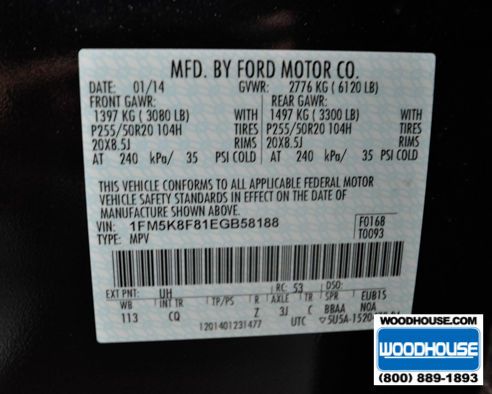 MFD. BY FORD MOTOR CO.
DATE: 01/14 GVWR: 2776 KG ( 6120 LB)
FRONT GAWR: REAR GAWR:
1397 KG ( 3080 LB) 1497 KG ( 3300 LB)
P255/50R20 104H TIRES P255/50R20 104H TIRES
20X8.5J RIMS 20X8.5J RIMS
AT 240 kPa/ 35 PSI COLD AT 240 kPa/ 35 PSI COLD
THIS VEHICLE CONFORMS TO ALL APPLICABLE FEDERAL MOTOR
VEHICLE SAFETY STANDARDS IN EFFECT ON THE DATE OF
MANUFACTURE SHOWN ABOVE.
VIN: 1FM5K8F81EGB58188 F0168
TYPE: MPV T0093
EXT PNT: UH RC: 53 DSO:
WB INT TR TP/PS R AXLE TR SPR EUB15
113 CQ Z 3J C BBAA
1201401231477 UTC
WOODHOUSE.COM
WOODHOUSE
(800) 889-1893